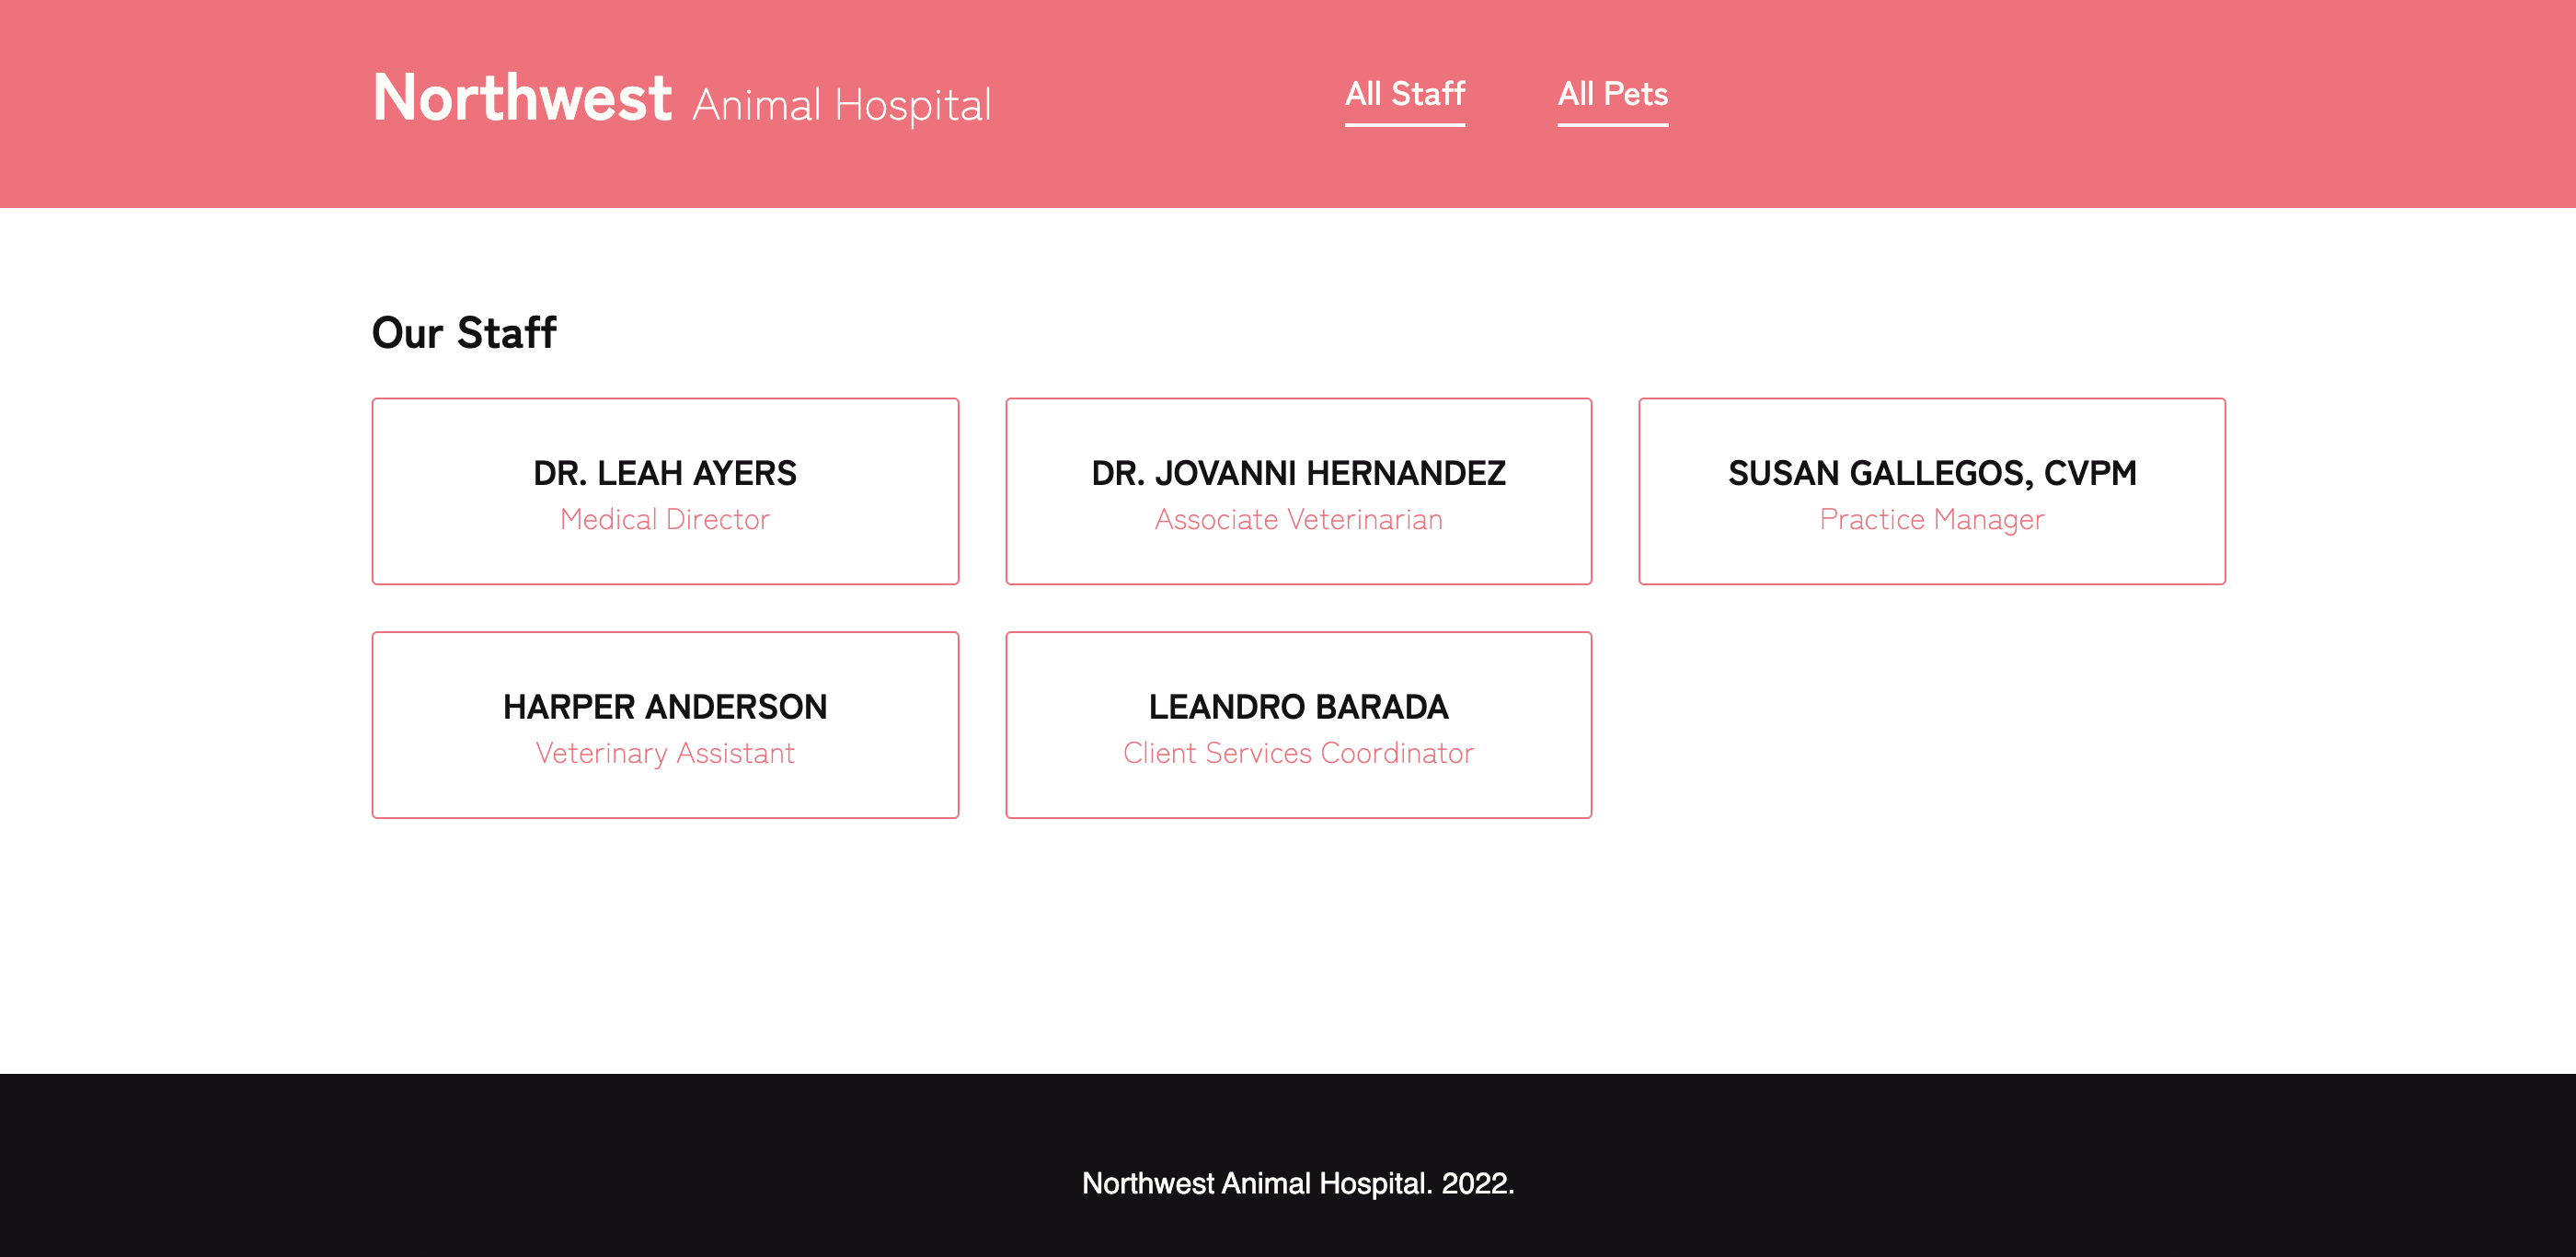 Northwest Animal Hospital
All Staff
All Pets
Our Staff
DR. LEAH AYERS
Medical Director
DR. JOVANNI HERNANDEZ
Associate Veterinarian
SUSAN GALLEGOS, CVPM
Practice Manager
HARPER ANDERSON
Veterinary Assistant
LEANDRO BARADA
Client Services Coordinator
Northwest Animal Hospital. 2022.